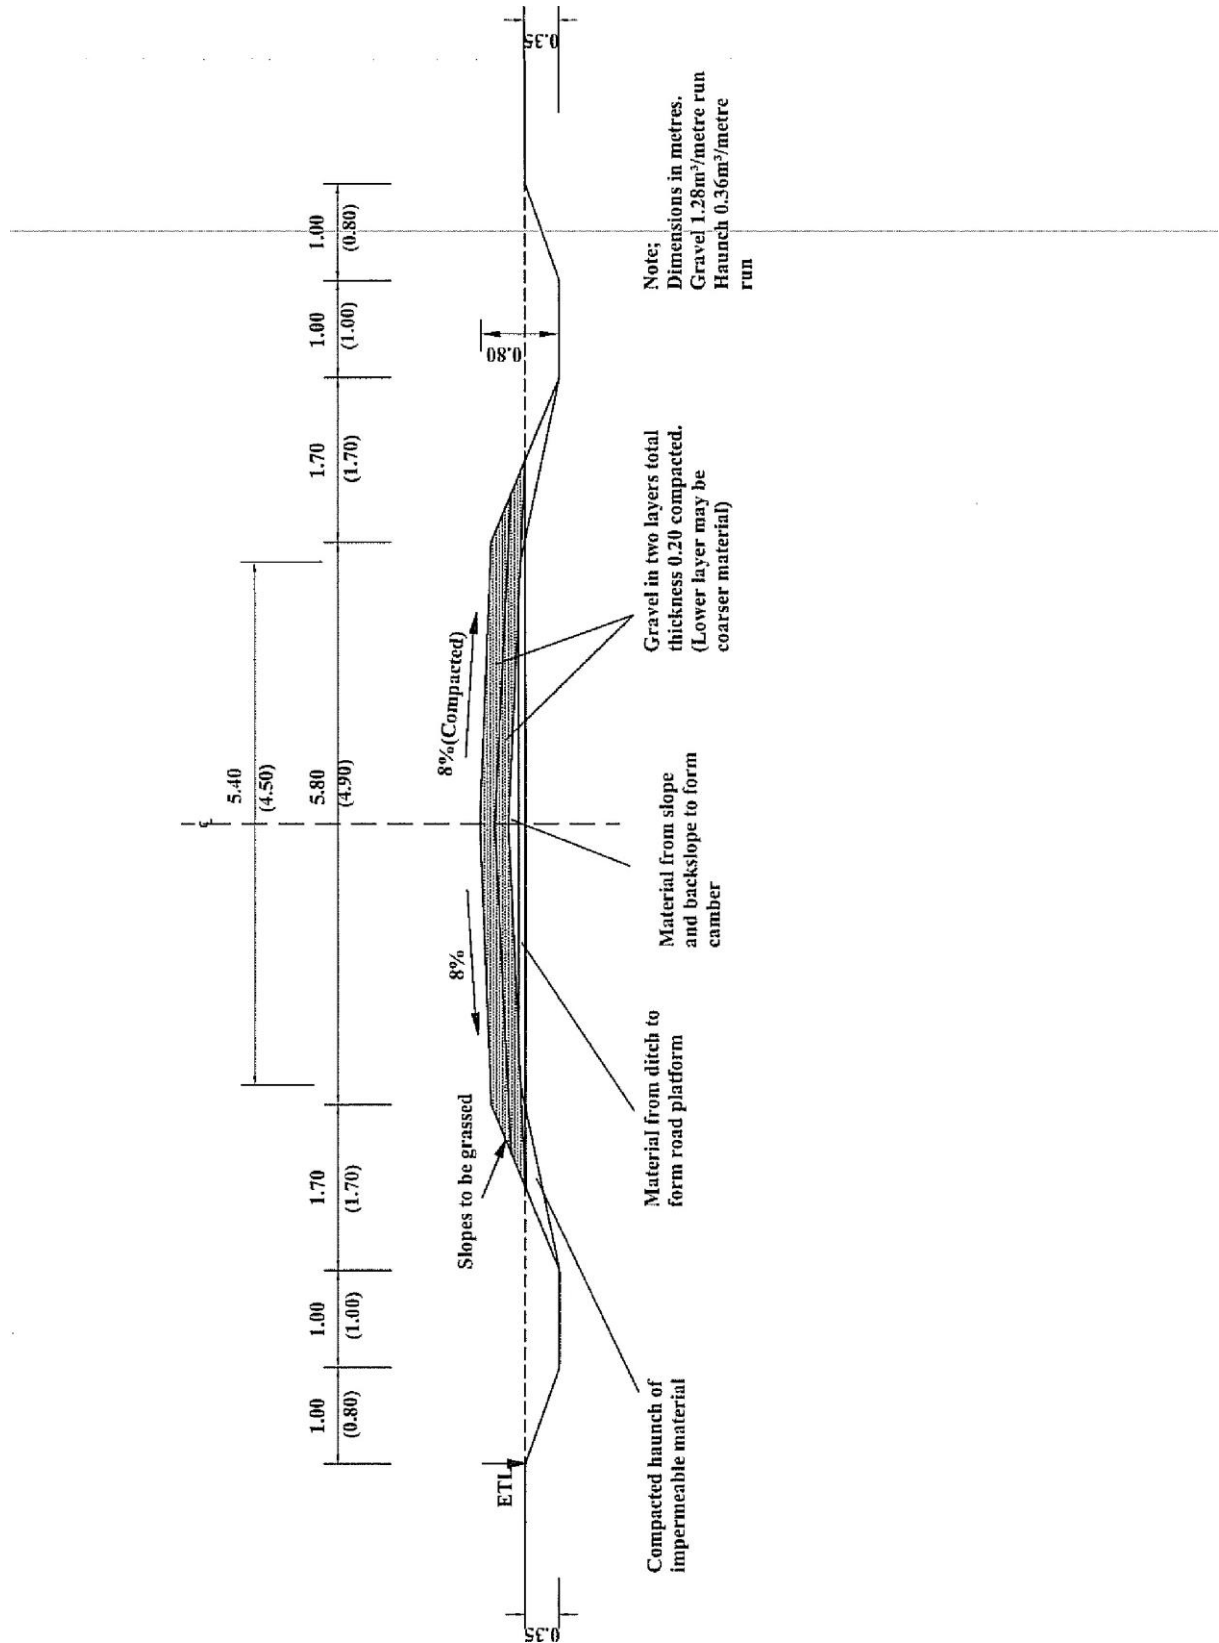 5.40
(4.50)
1.00
(0.80)
1.00
(1.00)
1.70
(1.70)
5.80
(4.90)
1.70
(1.70)
1.00
(1.00)
1.00
(0.80)
℄
Slopes to be grassed
8%
8%(Compacted)
0.80
ETL
0.35
0.35
Compacted haunch of
impermeable material
Material from ditch to
form road platform
Material from slope
and backslope to form
camber
Gravel in two layers total
thickness 0.20 compacted.
(Lower layer may be
coarser material)
Note;
Dimensions in metres.
Gravel 1.28m³/metre run
Haunch 0.36m³/metre
run